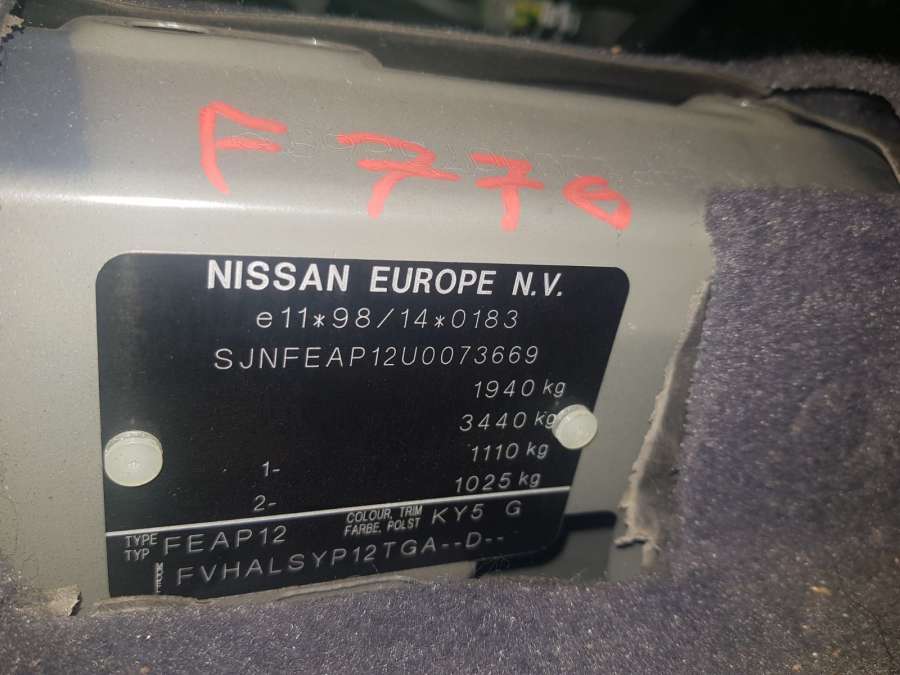 F 770
NISSAN EUROPE N.V.
e11*98/14*0183
SJNFEAP12U0073669
1940 kg
3440 kg
1- 1110 kg
2- 1025 kg
TYPE TYP FEAP12 COLOUR, TRIM FARBE, POLST KY5 G
FVHALSYP12TGA--D--